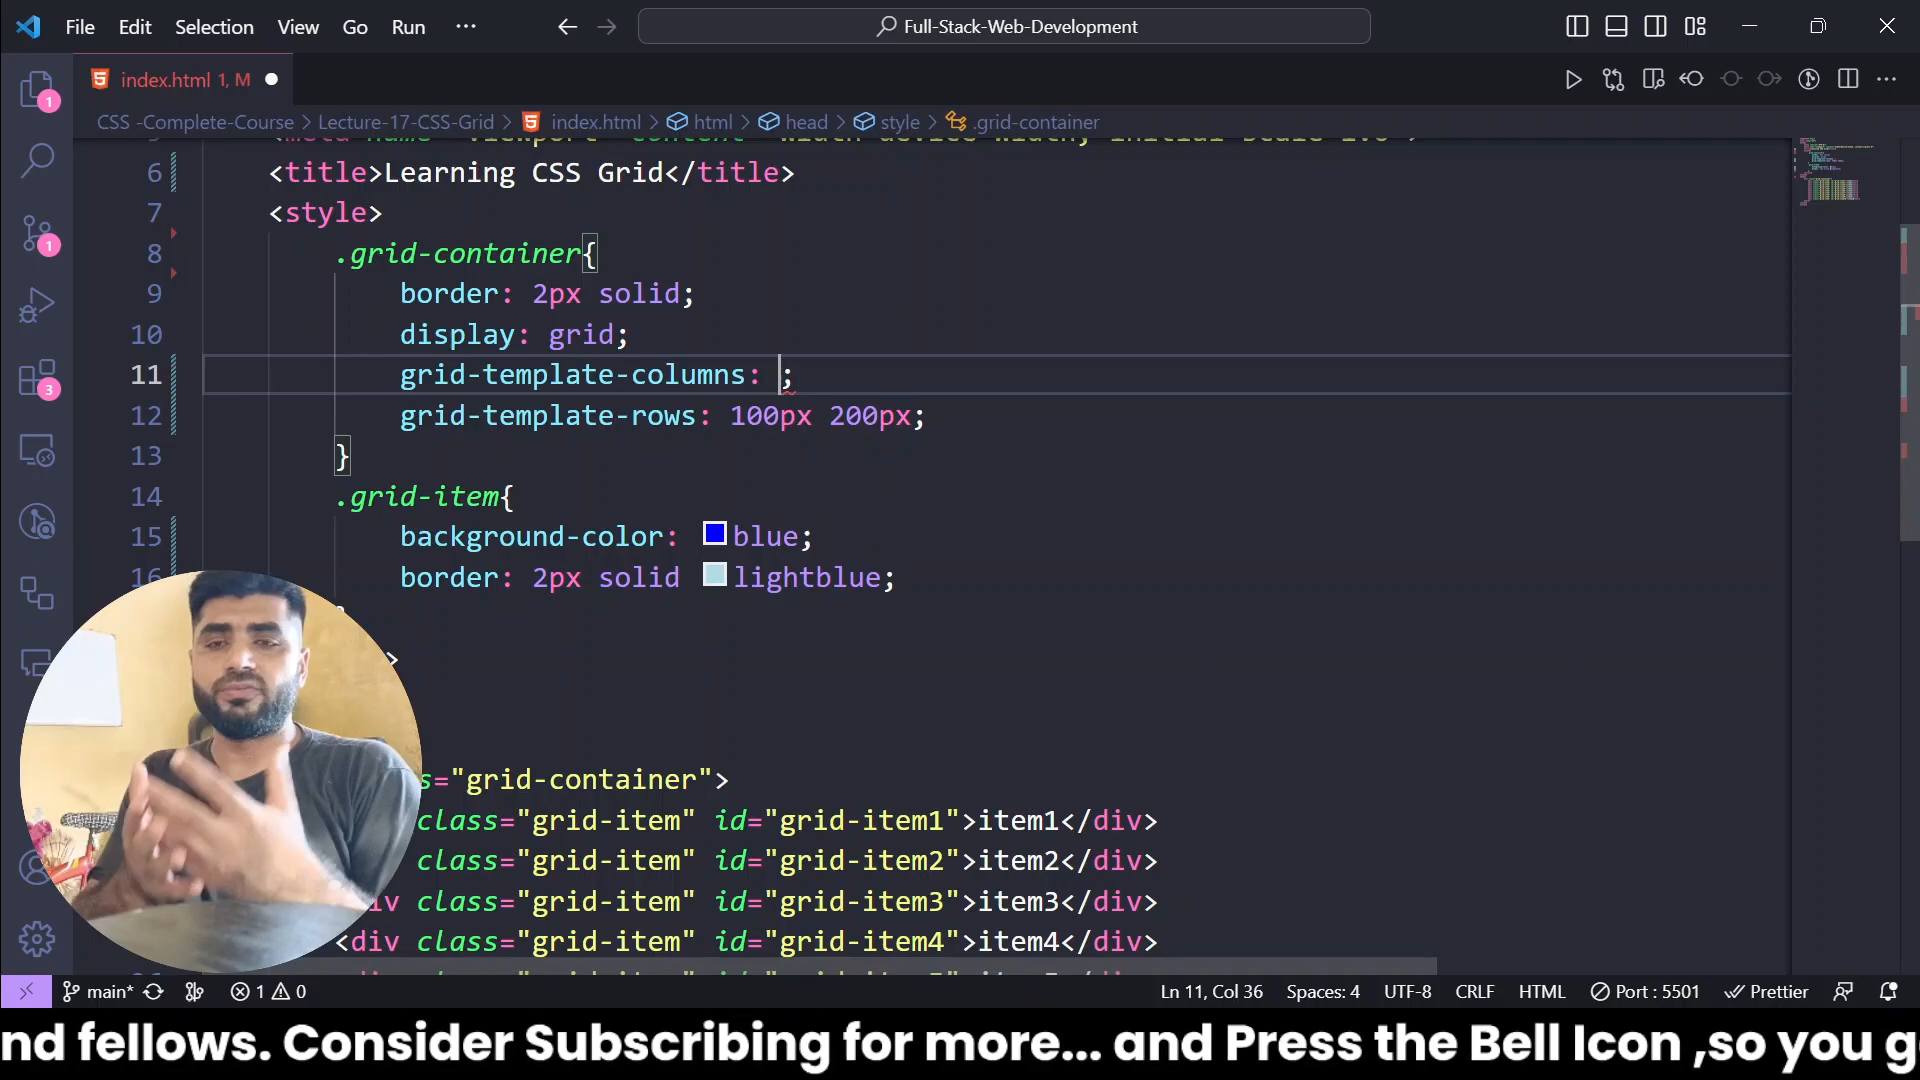 File Edit Selection View Go Run ...
Full-Stack-Web-Development
index.html 1, M
CSS -Complete-Course > Lecture-17-CSS-Grid > index.html > html > head > style > .grid-container
6 <title>Learning CSS Grid</title>
7 <style>
8 .grid-container{
9 border: 2px solid;
10 display: grid;
11 grid-template-columns: ;
12 grid-template-rows: 100px 200px;
13 }
14 .grid-item{
15 background-color: blue;
16 border: 2px solid lightblue;
>
="grid-container">
class="grid-item" id="grid-item1">item1</div>
class="grid-item" id="grid-item2">item2</div>
class="grid-item" id="grid-item3">item3</div>
<div class="grid-item" id="grid-item4">item4</div>
1
1
3
main* 1 0 Ln 11, Col 36 Spaces: 4 UTF-8 CRLF HTML Port : 5501 Prettier
nd fellows. Consider Subscribing for more... and Press the Bell Icon ,so you g